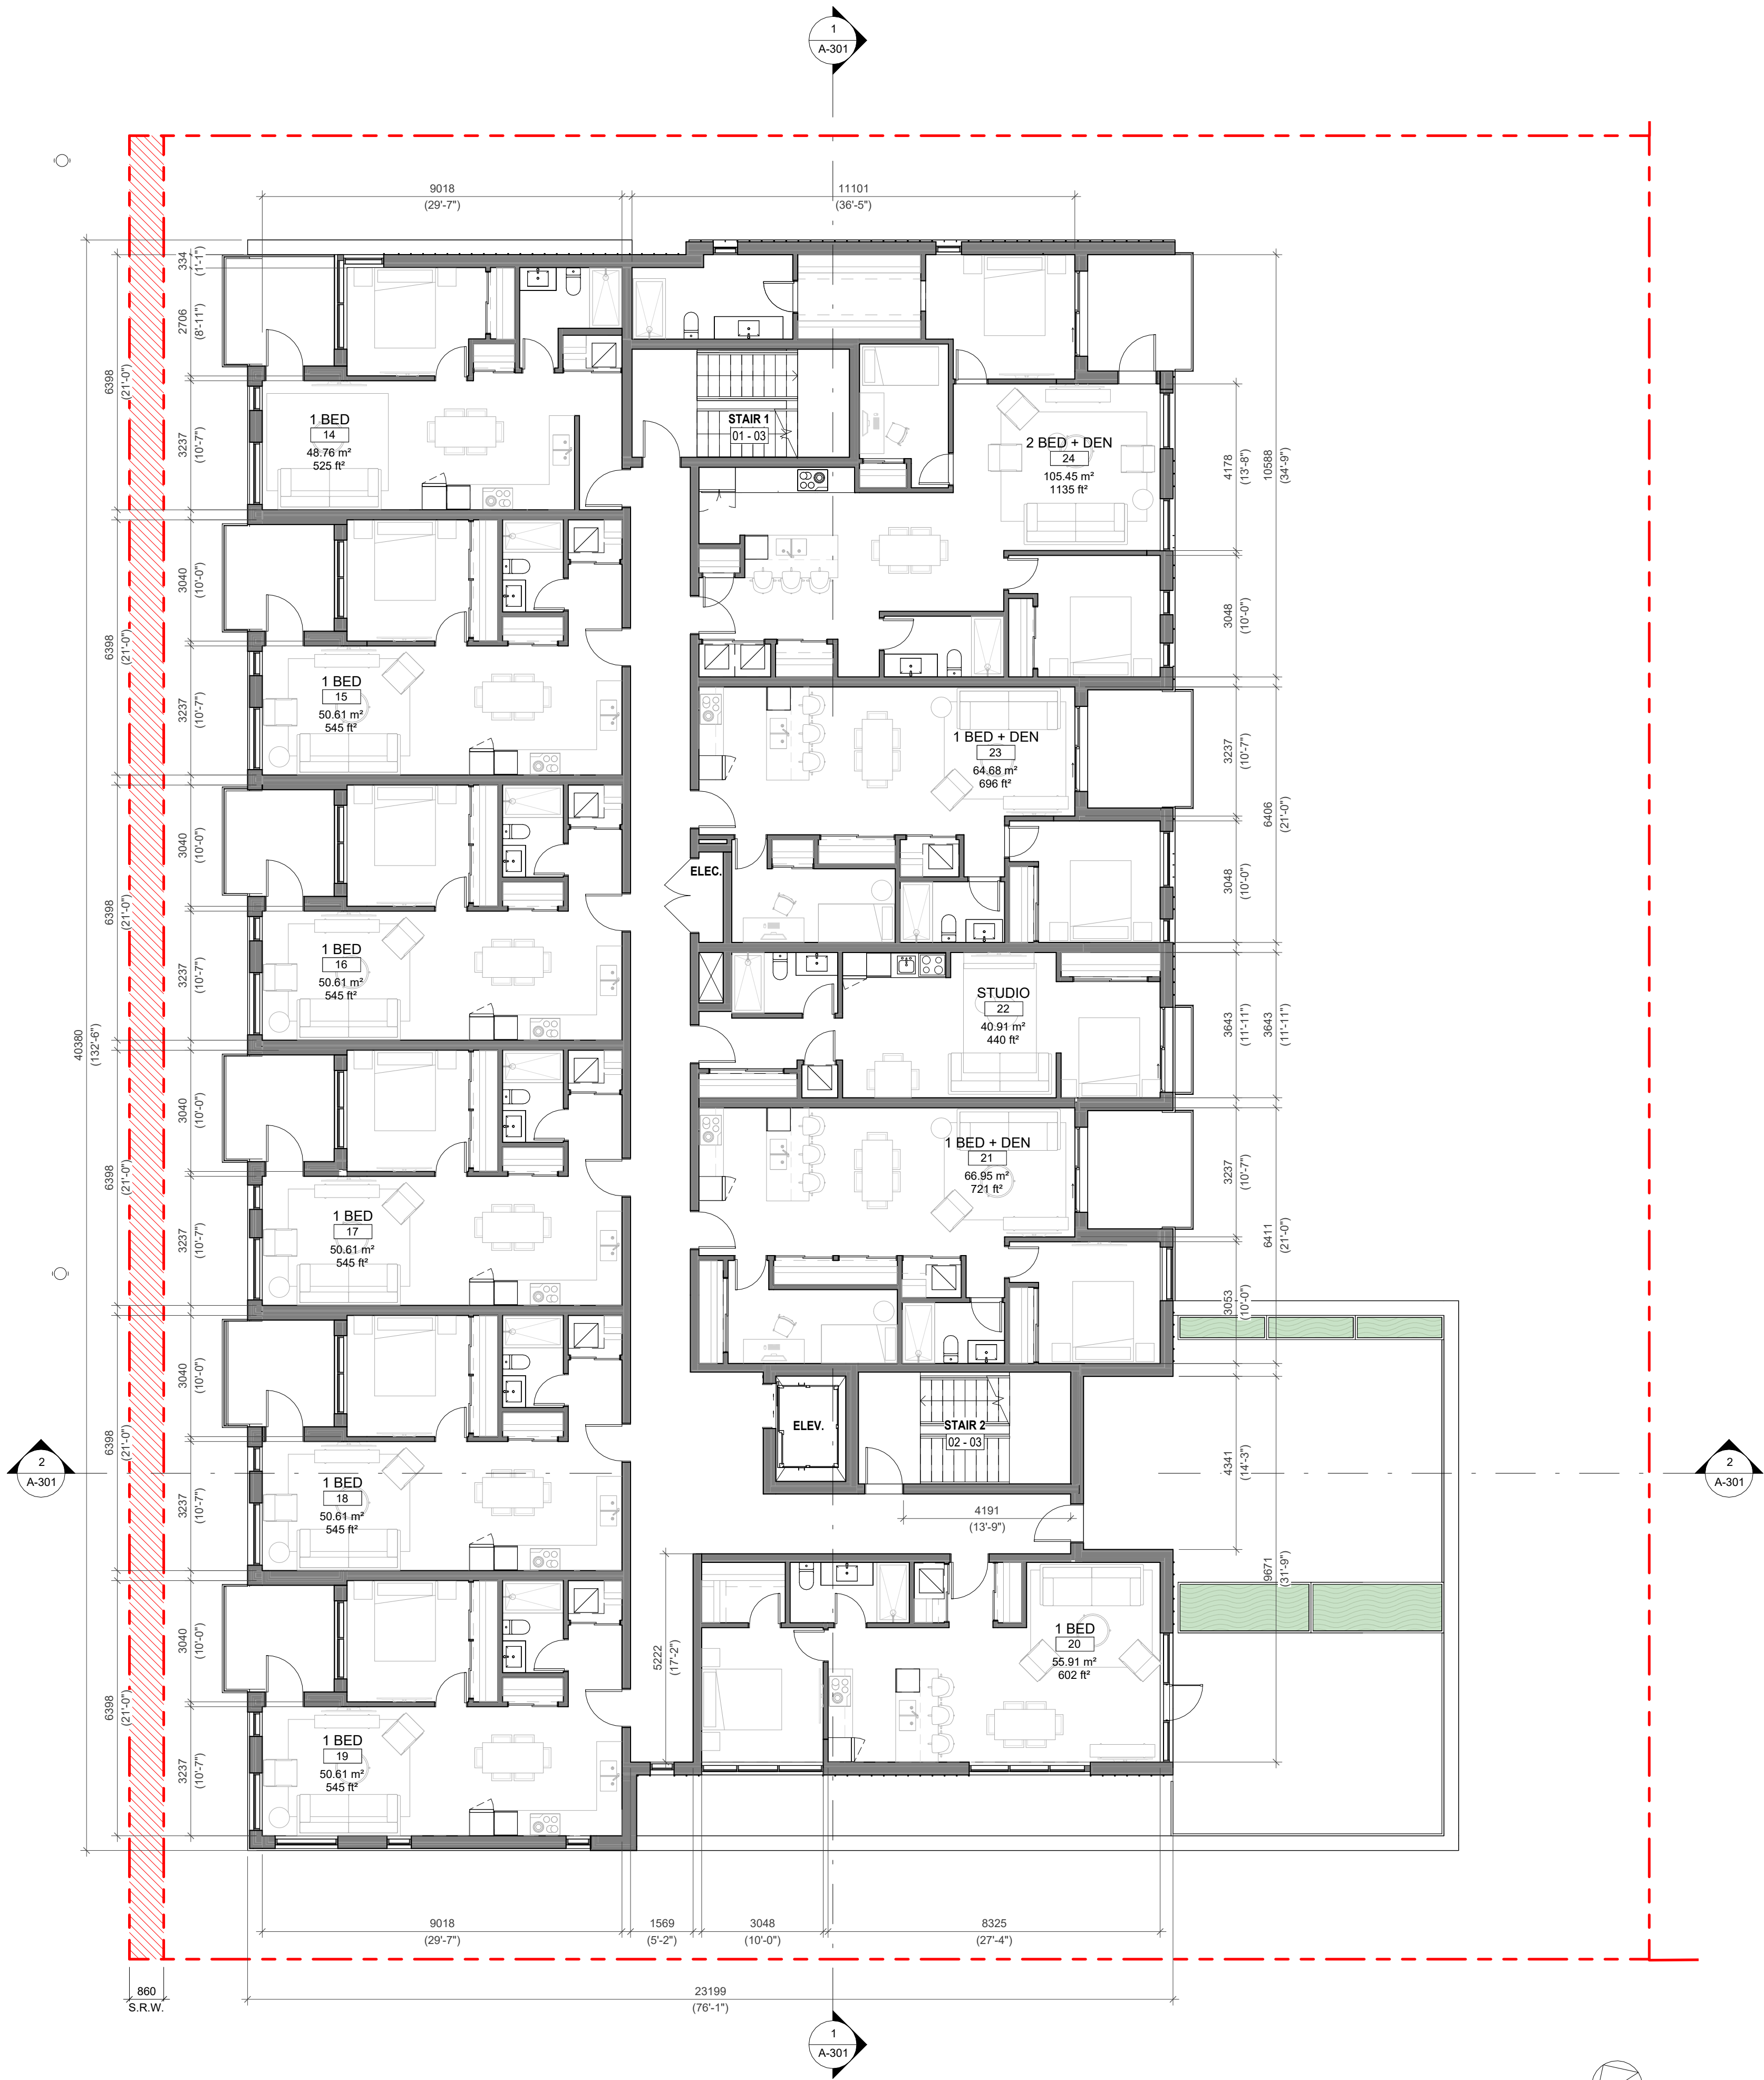 1
A-301
9018
(29'-7")
11101
(36'-5")
334
(1'-1")
2706
(8'-11")
6398
(21'-0")
3237
(10'-7")
1 BED
14
48.76 m²
525 ft²
STAIR 1
01 - 03
2 BED + DEN
24
105.45 m²
1135 ft²
4178
(13'-8")
10588
(34'-9")
3040
(10'-0")
6398
(21'-0")
3237
(10'-7")
1 BED
15
50.61 m²
545 ft²
3048
(10'-0")
1 BED + DEN
23
64.68 m²
696 ft²
3237
(10'-7")
6406
(21'-0")
3048
(10'-0")
ELEC.
3040
(10'-0")
6398
(21'-0")
3237
(10'-7")
1 BED
16
50.61 m²
545 ft²
STUDIO
22
40.91 m²
440 ft²
3643
(11'-11")
3643
(11'-11")
40380
(132'-6")
3040
(10'-0")
6398
(21'-0")
3237
(10'-7")
1 BED
17
50.61 m²
545 ft²
1 BED + DEN
21
66.95 m²
721 ft²
3237
(10'-7")
6411
(21'-0")
3053
(10'-0")
3040
(10'-0")
6398
(21'-0")
3237
(10'-7")
1 BED
18
50.61 m²
545 ft²
ELEV.
STAIR 2
02 - 03
4341
(14'-3")
2
A-301
2
A-301
4191
(13'-9")
9671
(31'-9")
3040
(10'-0")
6398
(21'-0")
3237
(10'-7")
1 BED
19
50.61 m²
545 ft²
5222
(17'-2")
1 BED
20
55.91 m²
602 ft²
9018
(29'-7")
1569
(5'-2")
3048
(10'-0")
8325
(27'-4")
860
S.R.W.
23199
(76'-1")
1
A-301